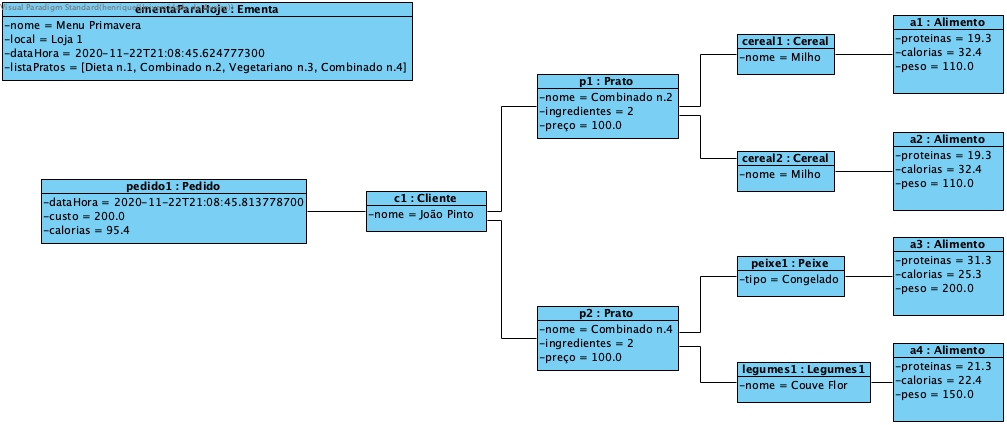 Visual Paradigm Standard(henrique
ementaParaHoje : Ementa
-nome = Menu Primavera
-local = Loja 1
-dataHora = 2020-11-22T21:08:45.624777300
-listaPratos = [Dieta n.1, Combinado n.2, Vegetariano n.3, Combinado n.4]
pedido1 : Pedido
-dataHora = 2020-11-22T21:08:45.813778700
-custo = 200.0
-calorias = 95.4
c1 : Cliente
-nome = João Pinto
p1 : Prato
-nome = Combinado n.2
-ingredientes = 2
-preço = 100.0
p2 : Prato
-nome = Combinado n.4
-ingredientes = 2
-preço = 100.0
cereal1 : Cereal
-nome = Milho
cereal2 : Cereal
-nome = Milho
peixe1 : Peixe
-tipo = Congelado
legumes1 : Legumes1
-nome = Couve Flor
a1 : Alimento
-proteinas = 19.3
-calorias = 32.4
-peso = 110.0
a2 : Alimento
-proteinas = 19.3
-calorias = 32.4
-peso = 110.0
a3 : Alimento
-proteinas = 31.3
-calorias = 25.3
-peso = 200.0
a4 : Alimento
-proteinas = 21.3
-calorias = 22.4
-peso = 150.0